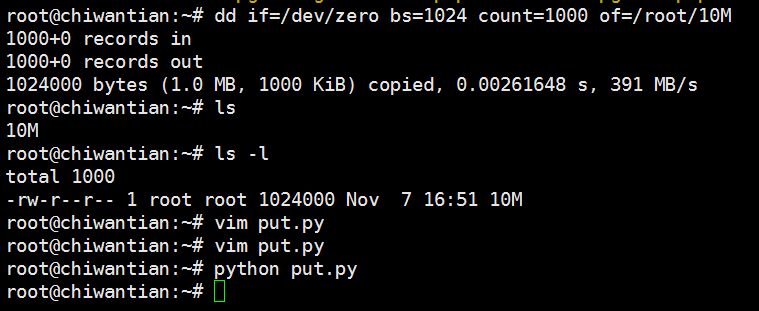 root@chiwantian:~# dd if=/dev/zero bs=1024 count=1000 of=/root/10M
1000+0 records in
1000+0 records out
1024000 bytes (1.0 MB, 1000 KiB) copied, 0.00261648 s, 391 MB/s
root@chiwantian:~# ls
10M
root@chiwantian:~# ls -l
total 1000
-rw-r--r-- 1 root root 1024000 Nov  7 16:51 10M
root@chiwantian:~# vim put.py
root@chiwantian:~# vim put.py
root@chiwantian:~# python put.py
root@chiwantian:~#